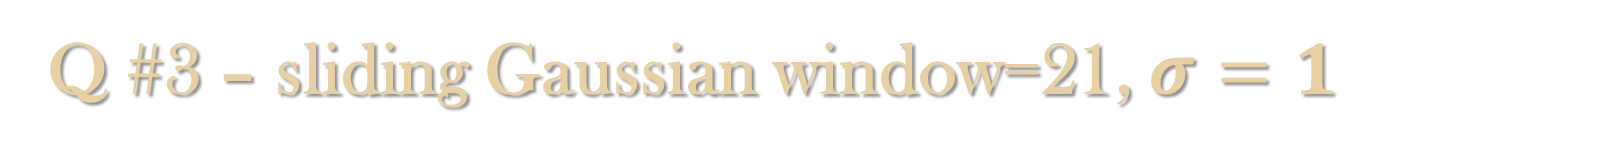 Q #3 – sliding Gaussian window=21, σ = 1